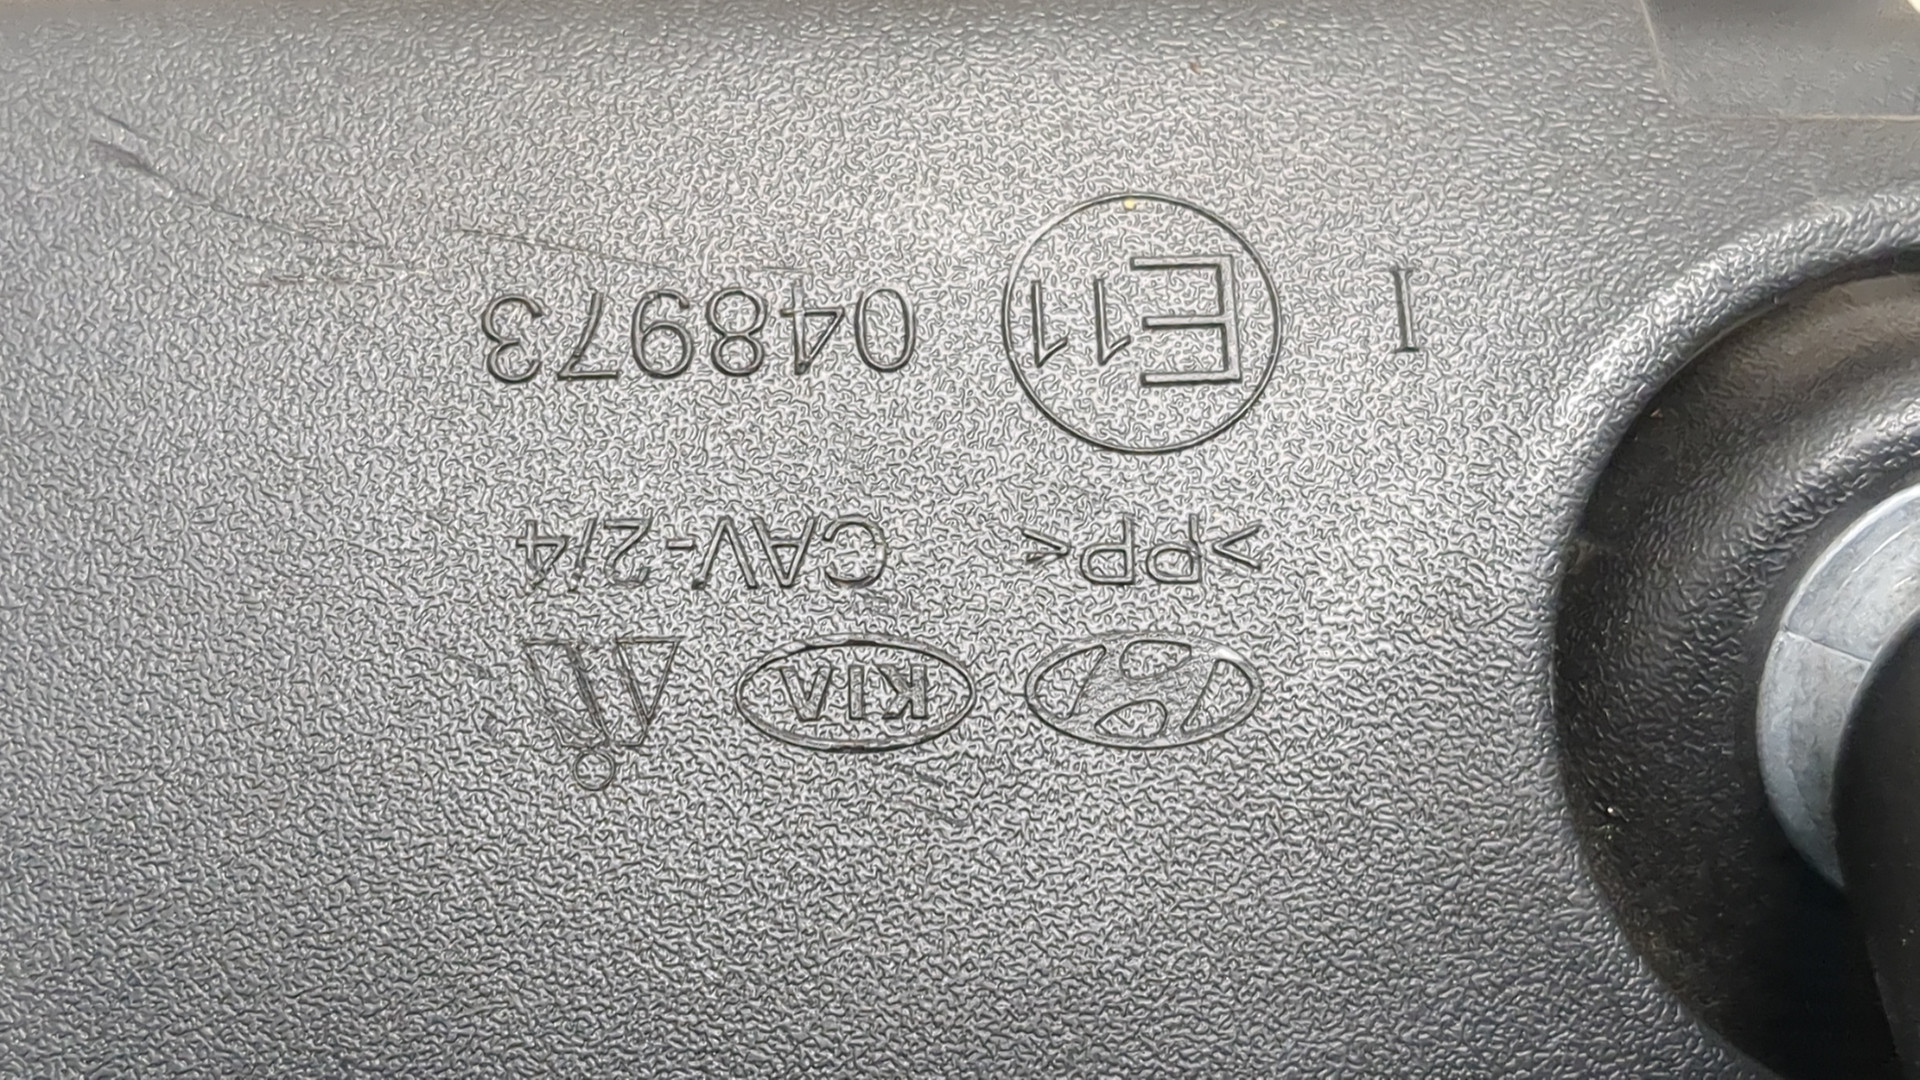 KIA
>PP< CAV-2/4
I E11 048973